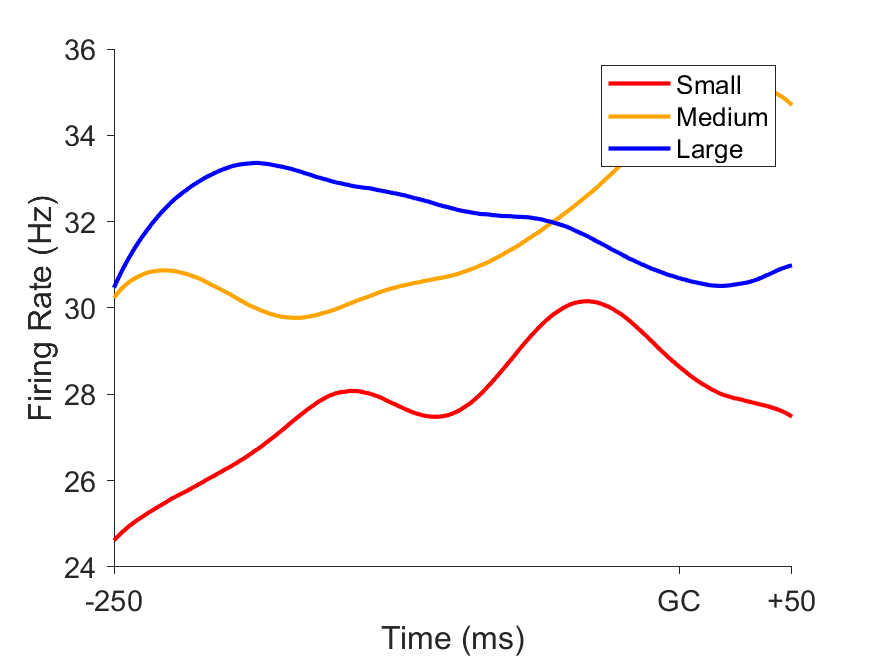 Firing Rate (Hz)
36
34
32
30
28
26
24
Small
Medium
Large
-250
GC
+50
Time (ms)